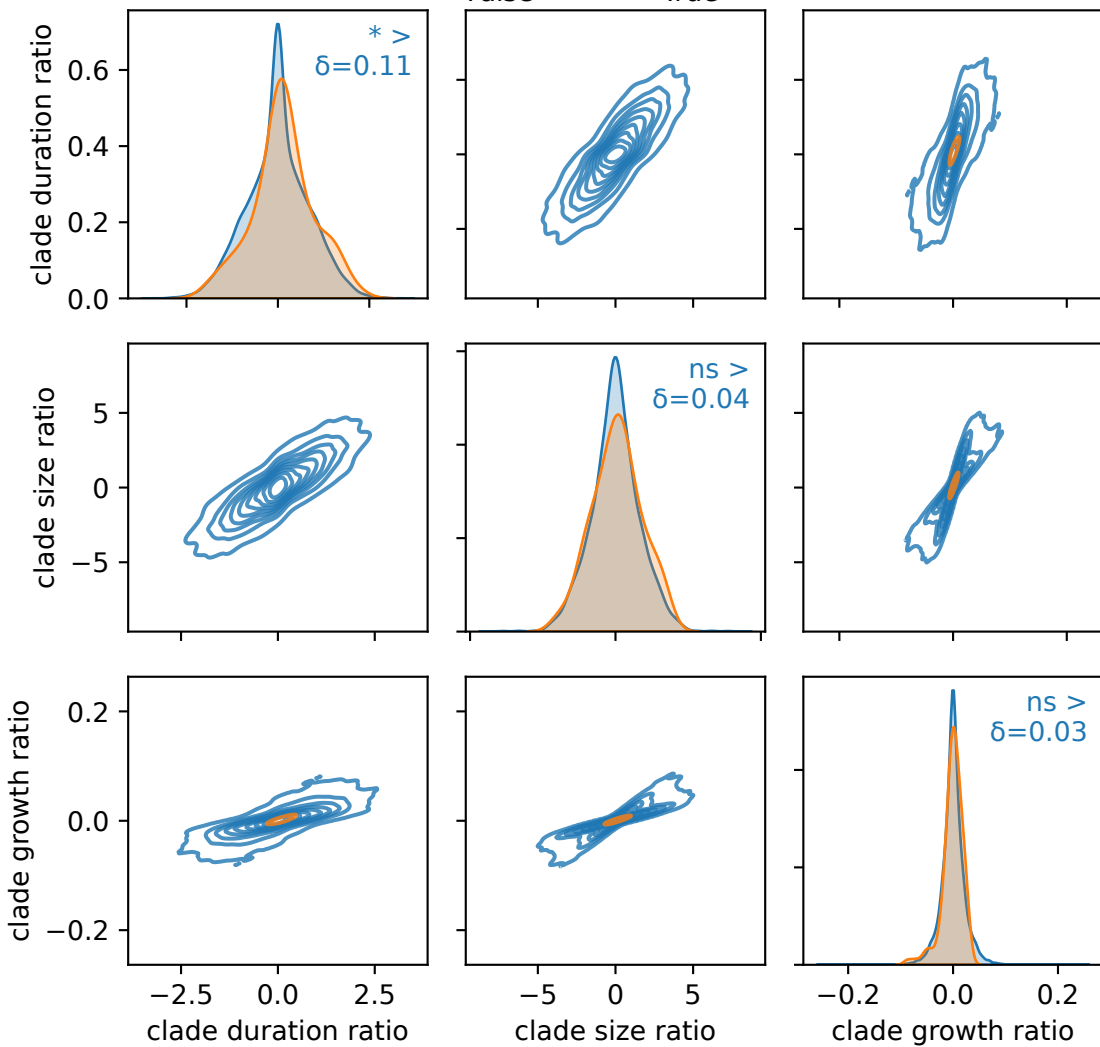 clade duration ratio
0.6
0.4
0.2
0.0
* >
δ=0.11
clade size ratio
5
0
−5
ns >
δ=0.04
clade growth ratio
0.2
0.0
−0.2
ns >
δ=0.03
−2.5 0.0 2.5
−5 0 5
−0.2 0.0 0.2
clade duration ratio
clade size ratio
clade growth ratio